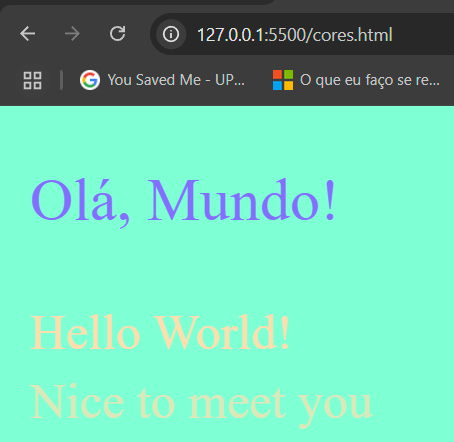 127.0.0.1:5500/cores.html
You Saved Me - UP... O que eu faço se re...
Olá, Mundo!
Hello World!
Nice to meet you